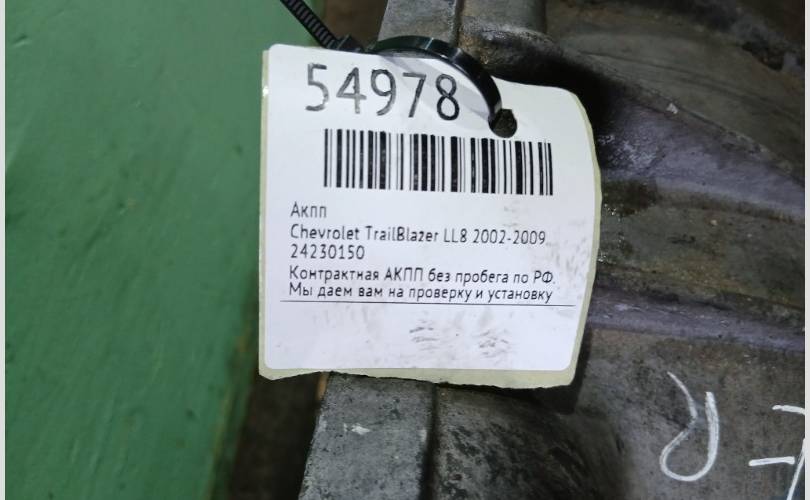 54978
Акпп
Chevrolet TrailBlazer LL8 2002-2009
24230150
Контрактная АКПП без пробега по РФ.
Мы даем вам на проверку и установку